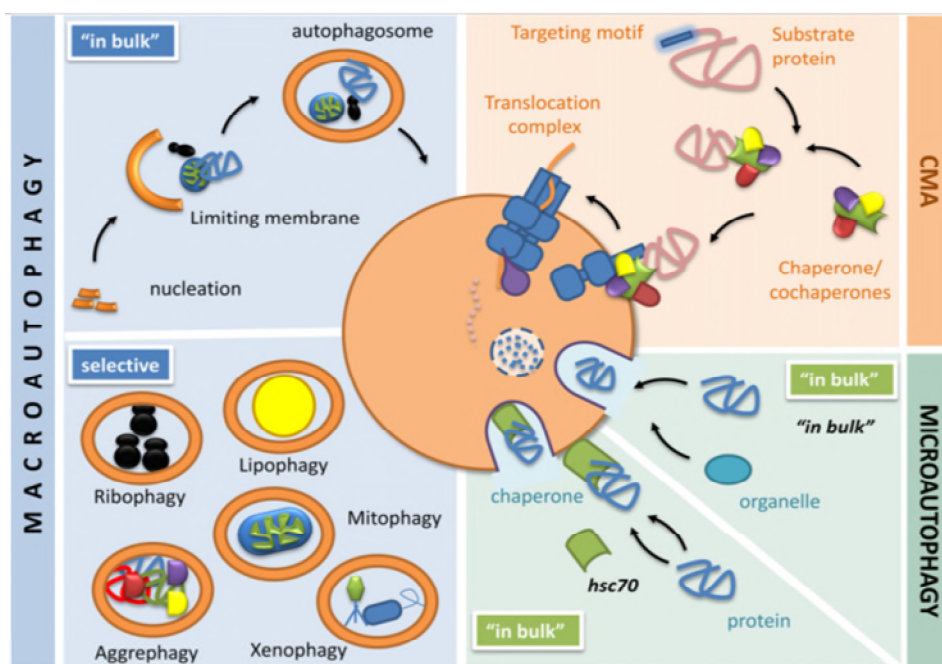 MACROAUTOPHAGY
“in bulk”
autophagosome
Limiting membrane
nucleation
selective
Ribophagy
Lipophagy
Mitophagy
Aggrephagy
Xenophagy
Targeting motif
Substrate
protein
Translocation
complex
Chaperone/
cochaperones
CMA
“in bulk”
“in bulk”
organelle
chaperone
hsc70
protein
“in bulk”
MICROAUTOPHAGY